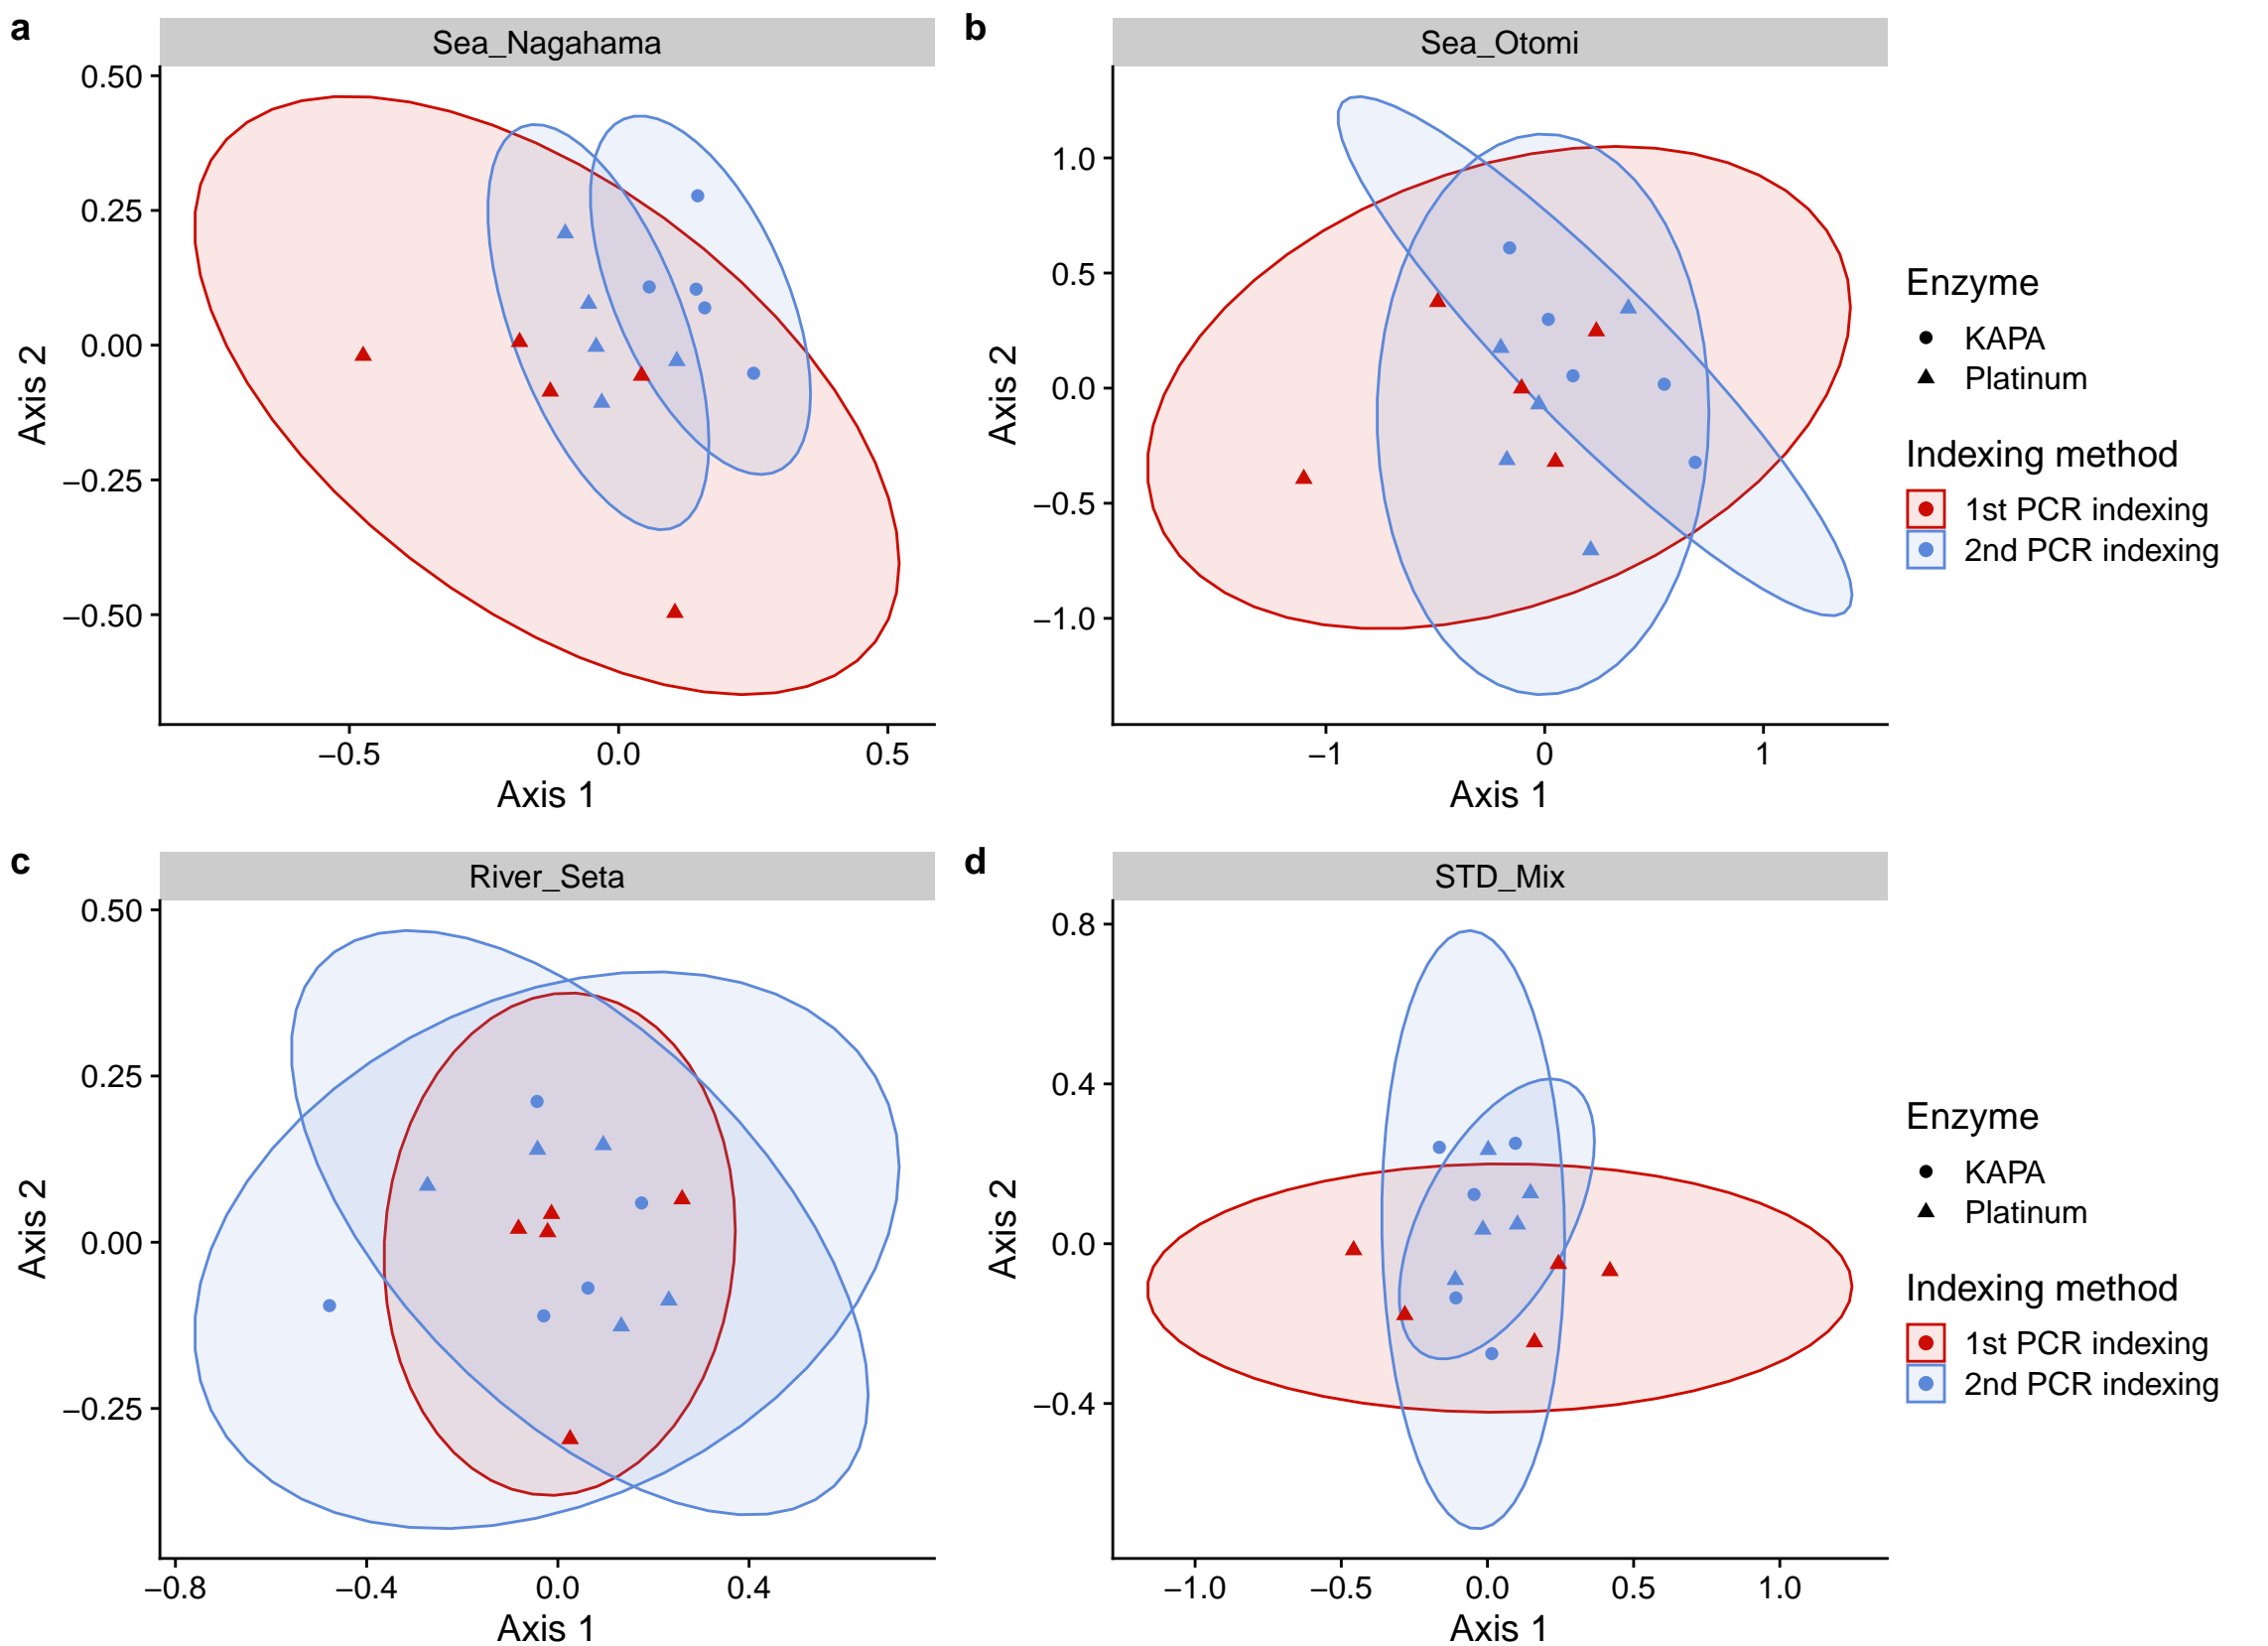 a
Sea_Nagahama
0.50
0.25
0.00
−0.25
−0.50
Axis 2
−0.5
0.0
0.5
Axis 1
b
Sea_Otomi
1.0
0.5
0.0
−0.5
−1.0
Axis 2
−1
0
1
Axis 1
Enzyme
KAPA
Platinum
Indexing method
1st PCR indexing
2nd PCR indexing
c
River_Seta
0.50
0.25
0.00
−0.25
Axis 2
−0.8
−0.4
0.0
0.4
Axis 1
d
STD_Mix
0.8
0.4
0.0
−0.4
Axis 2
−1.0
−0.5
0.0
0.5
1.0
Axis 1
Enzyme
KAPA
Platinum
Indexing method
1st PCR indexing
2nd PCR indexing